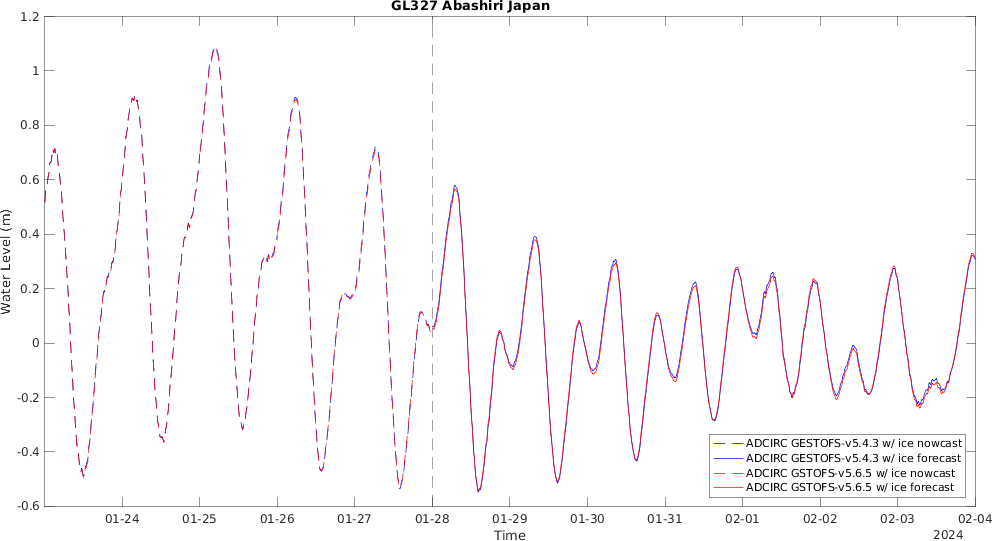 GL327 Abashiri Japan
1.2
1
0.8
0.6
0.4
0.2
0
-0.2
-0.4
-0.6
Water Level (m)
ADCIRC GESTOFS-v5.4.3 w/ ice nowcast
ADCIRC GESTOFS-v5.4.3 w/ ice forecast
ADCIRC GSTOFS-v5.6.5 w/ ice nowcast
ADCIRC GSTOFS-v5.6.5 w/ ice forecast
01-24 01-25 01-26 01-27 01-28 01-29 01-30 01-31 02-01 02-02 02-03 02-04
Time
2024